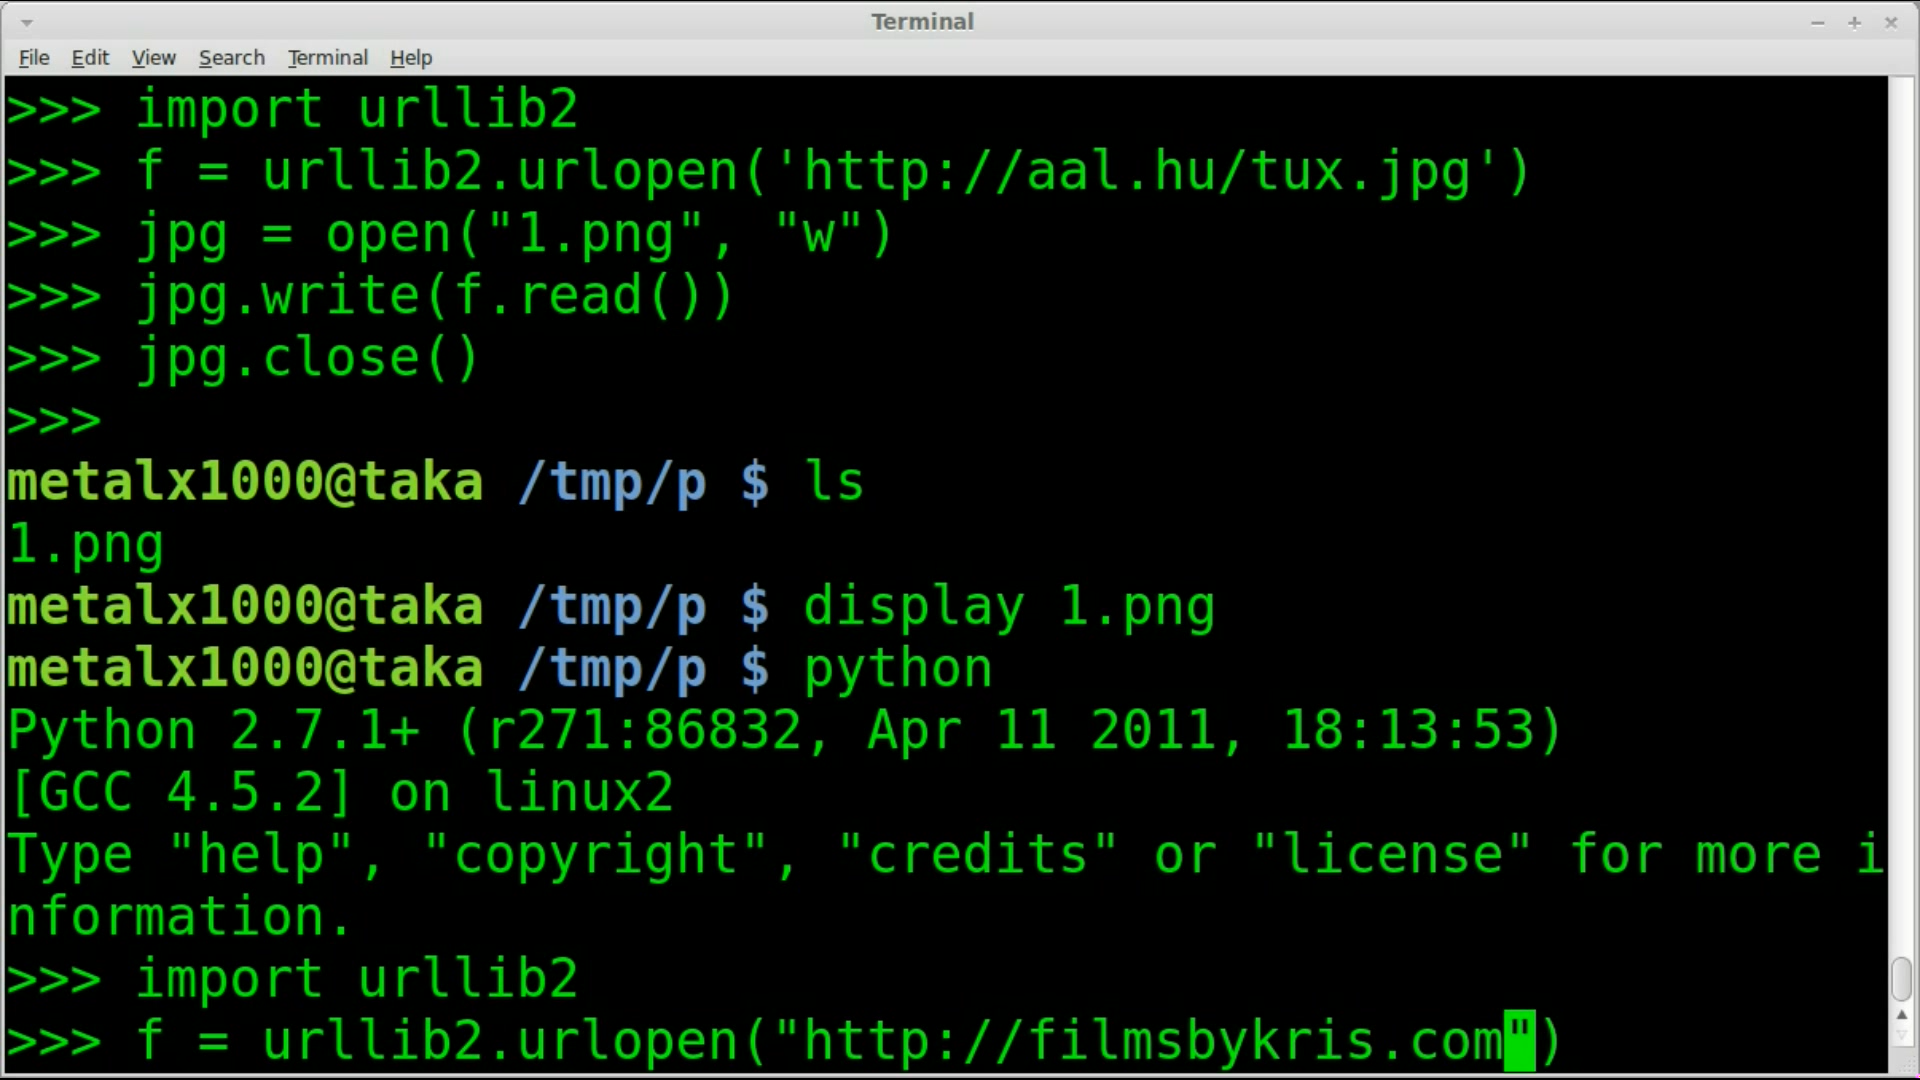 Terminal
File Edit View Search Terminal Help
>>> import urllib2
>>> f = urllib2.urlopen('http://aal.hu/tux.jpg')
>>> jpg = open("1.png", "w")
>>> jpg.write(f.read())
>>> jpg.close()
>>>
metalx1000@taka /tmp/p $ ls
1.png
metalx1000@taka /tmp/p $ display 1.png
metalx1000@taka /tmp/p $ python
Python 2.7.1+ (r271:86832, Apr 11 2011, 18:13:53)
[GCC 4.5.2] on linux2
Type "help", "copyright", "credits" or "license" for more i
nformation.
>>> import urllib2
>>> f = urllib2.urlopen("http://filmsbykris.com")